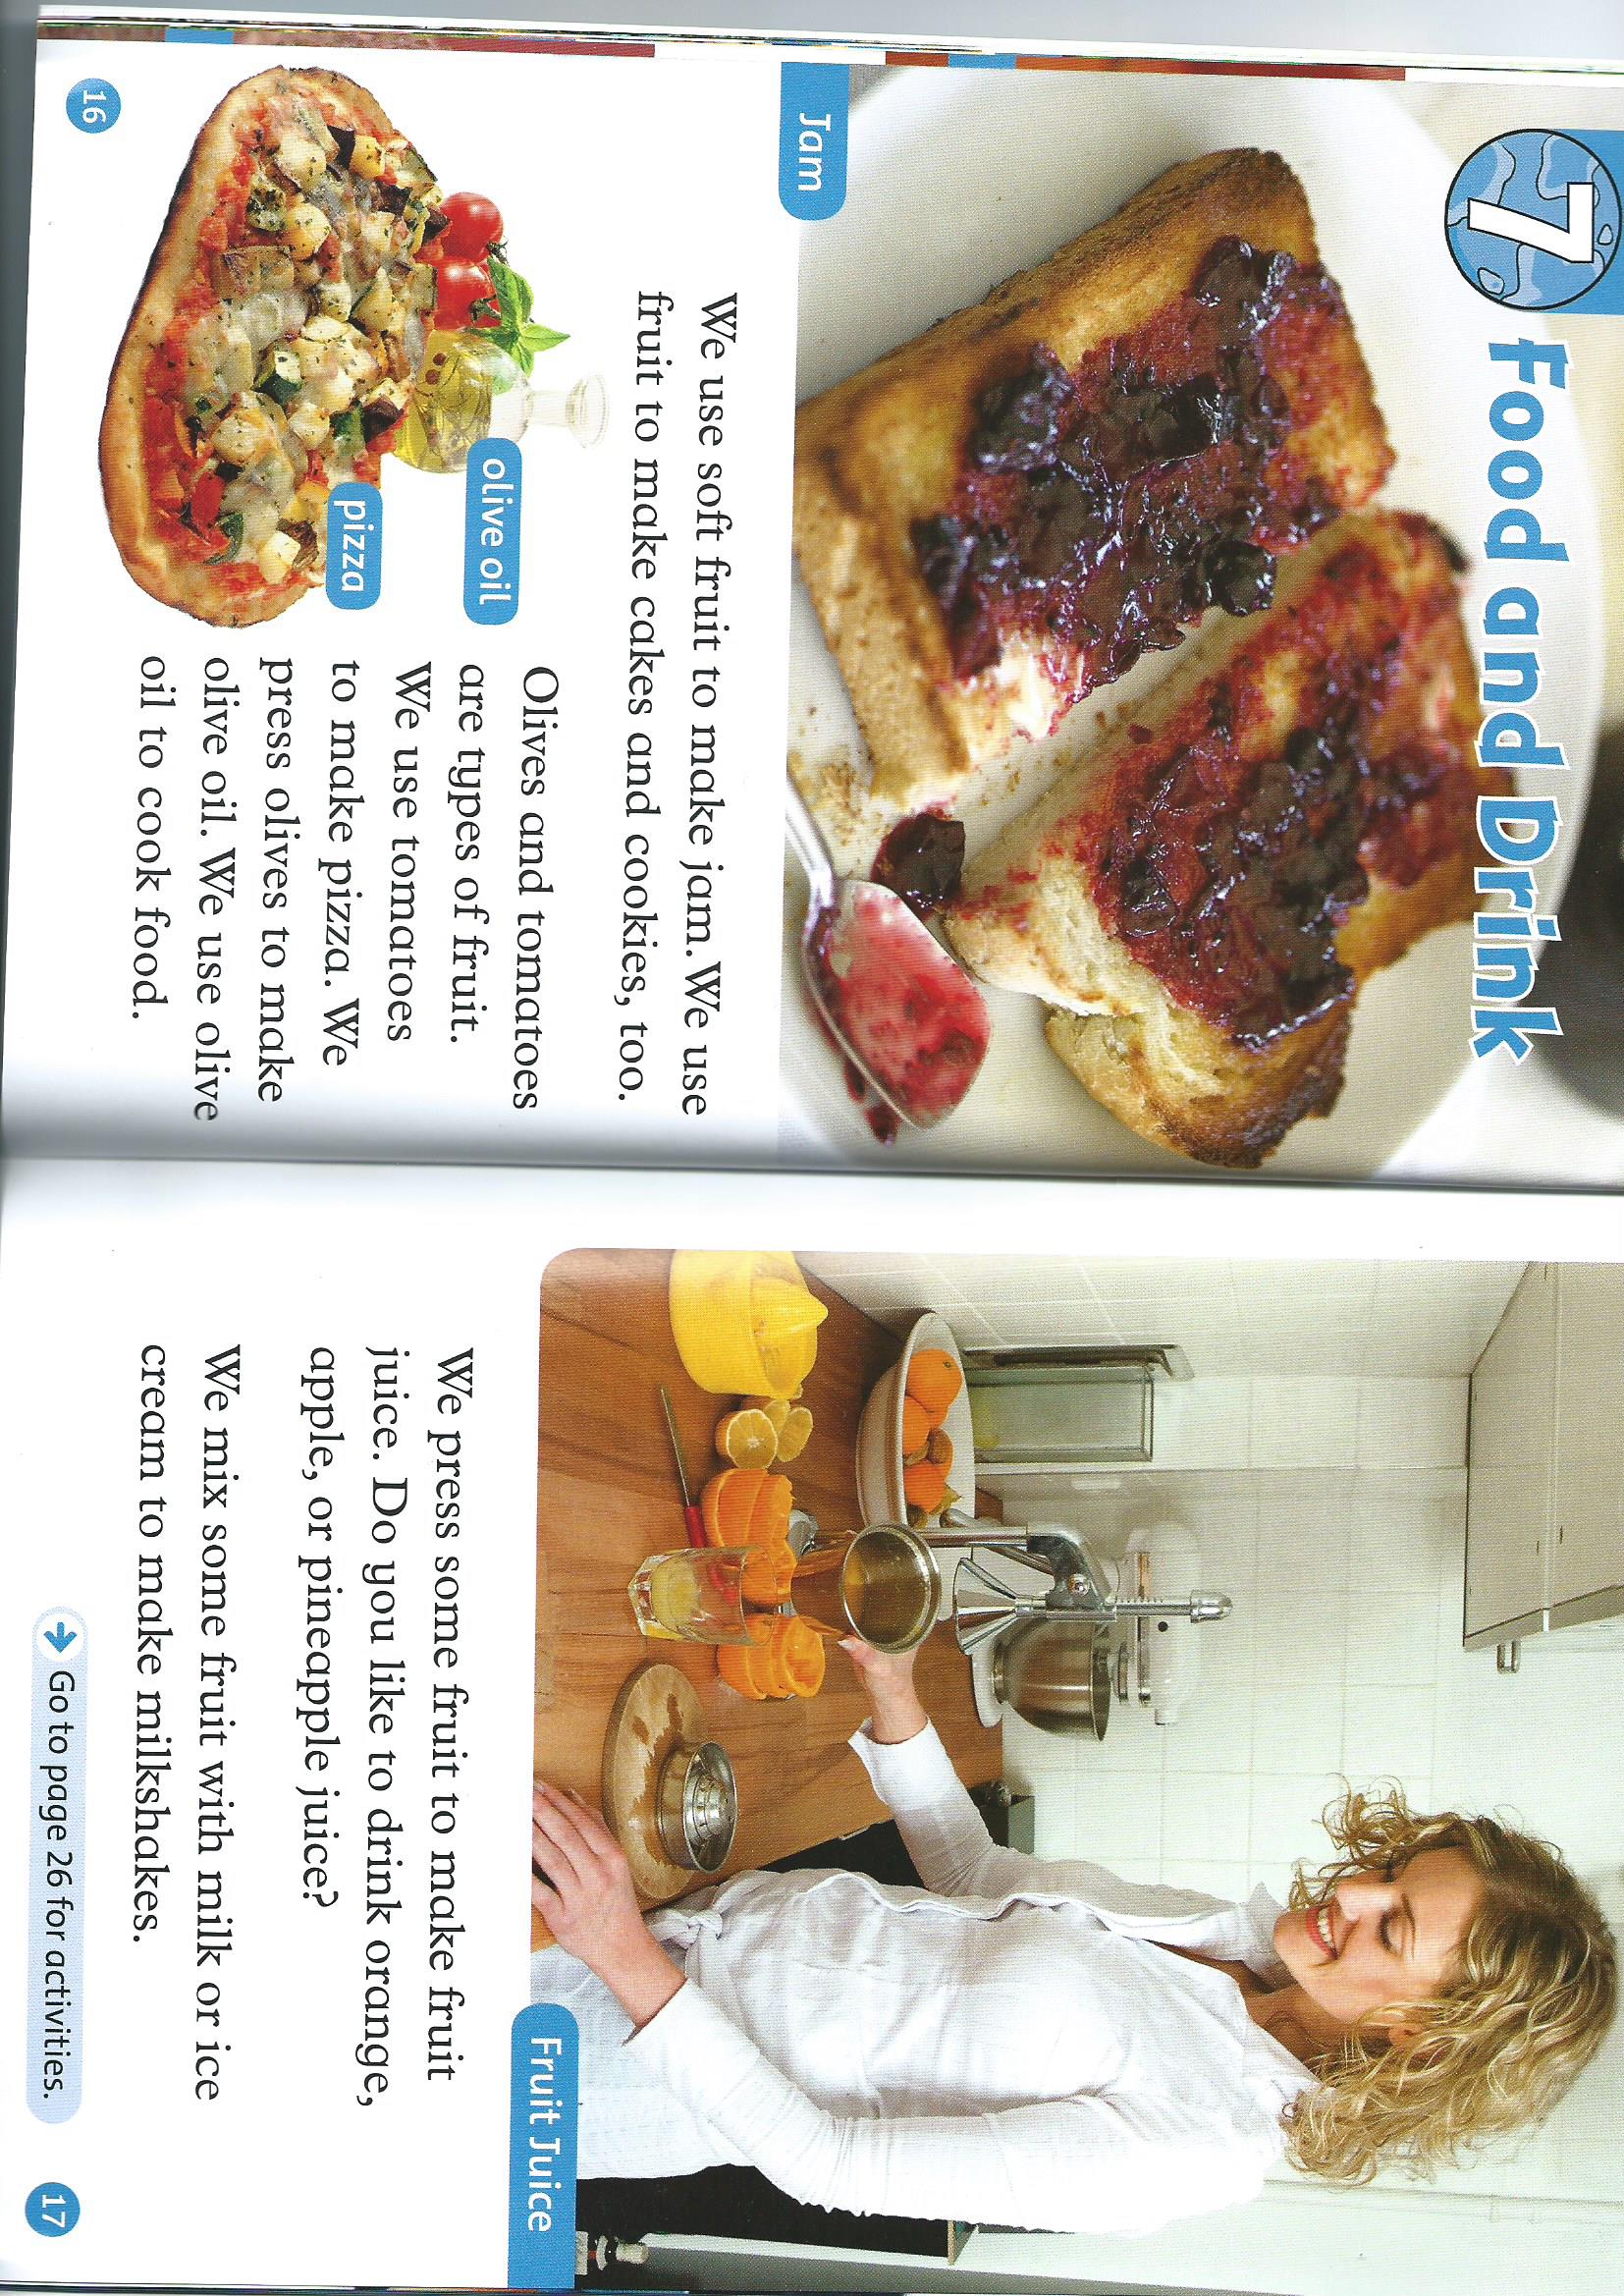 7
Food and Drink
Jam
We use soft fruit to make jam. We use
fruit to make cakes and cookies, too.
olive oil
pizza
Olives and tomatoes
are types of fruit.
We use tomatoes
to make pizza. We
press olives to make
olive oil. We use olive
oil to cook food.
16
Fruit Juice
We press some fruit to make fruit
juice. Do you like to drink orange,
apple, or pineapple juice?
We mix some fruit with milk or ice
cream to make milkshakes.
Go to page 26 for activities.
17